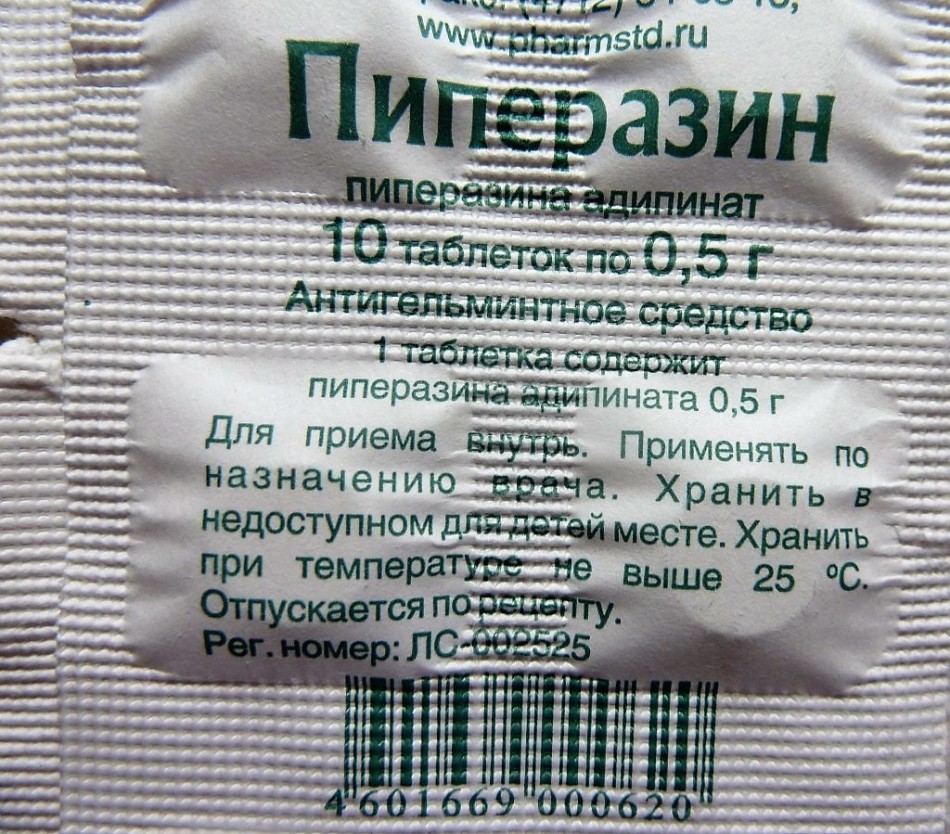 www.pharmstd.ru
Пиперазин
пиперазина адипинат
10 таблеток по 0,5 г
Антигельминтное средство
1 таблетка содержит
пиперазина адипината 0,5 г
Для приема внутрь. Применять по
назначению врача. Хранить в
недоступном для детей месте. Хранить
при температуре не выше 25 ºС.
Отпускается по рецепту.
Рег. номер: ЛС-002525
4 601669 000620